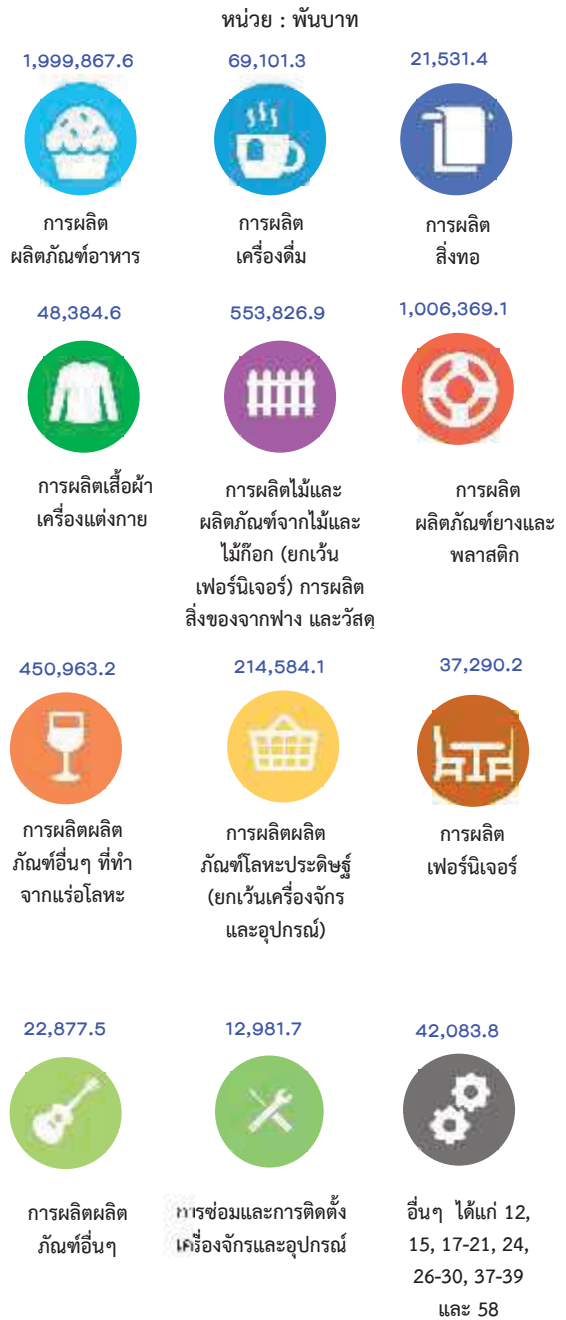 หน่วย : พันบาท
1,999,867.6
การผลิต
ผลิตภัณฑ์อาหาร
69,101.3
การผลิต
เครื่องดื่ม
21,531.4
การผลิต
สิ่งทอ
48,384.6
การผลิตเสื้อผ้า
เครื่องแต่งกาย
553,826.9
การผลิตไม้และ
ผลิตภัณฑ์จากไม้และ
ไม้ก๊อก (ยกเว้น
เฟอร์นิเจอร์) การผลิต
สิ่งของจากฟาง และวัสดุ
1,006,369.1
การผลิต
ผลิตภัณฑ์ยางและ
พลาสติก
450,963.2
การผลิตผลิต
ภัณฑ์อื่นๆ ที่ทำ
จากแร่อโลหะ
214,584.1
การผลิตผลิต
ภัณฑ์โลหะประดิษฐ์
(ยกเว้นเครื่องจักร
และอุปกรณ์)
37,290.2
การผลิต
เฟอร์นิเจอร์
22,877.5
การผลิตผลิต
ภัณฑ์อื่นๆ
12,981.7
การซ่อมและการติดตั้ง
เครื่องจักรและอุปกรณ์
42,083.8
อื่นๆ ได้แก่ 12,
15, 17-21, 24,
26-30, 37-39
และ 58